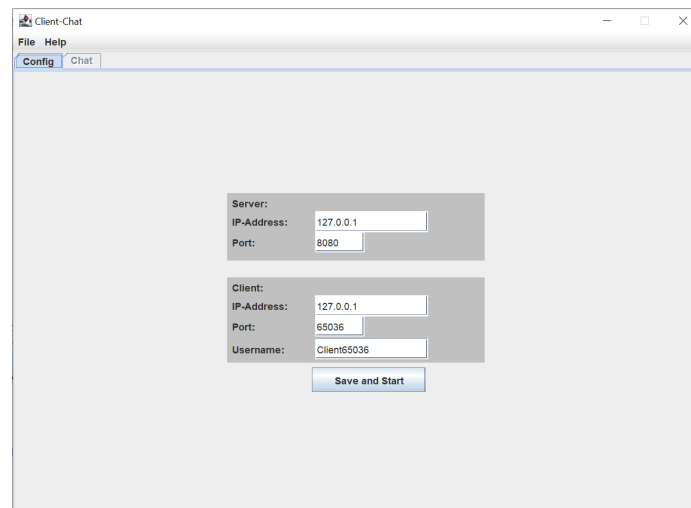 Client-Chat
File Help
Config Chat
Server:
IP-Address: 127.0.0.1
Port: 8080
Client:
IP-Address: 127.0.0.1
Port: 65036
Username: Client65036
Save and Start